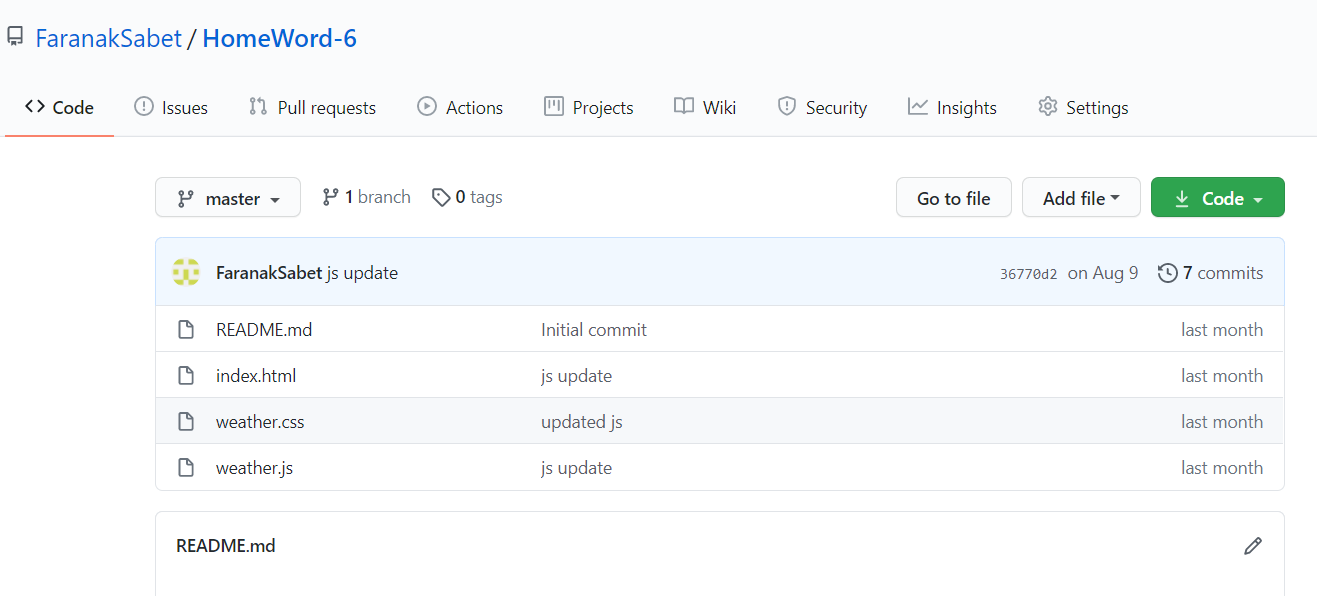 FaranakSabet / HomeWord-6
Code Issues Pull requests Actions Projects Wiki Security Insights Settings
master 1 branch 0 tags Go to file Add file Code
FaranakSabet js update 36770d2 on Aug 9 7 commits
README.md Initial commit last month
index.html js update last month
weather.css updated js last month
weather.js js update last month
README.md